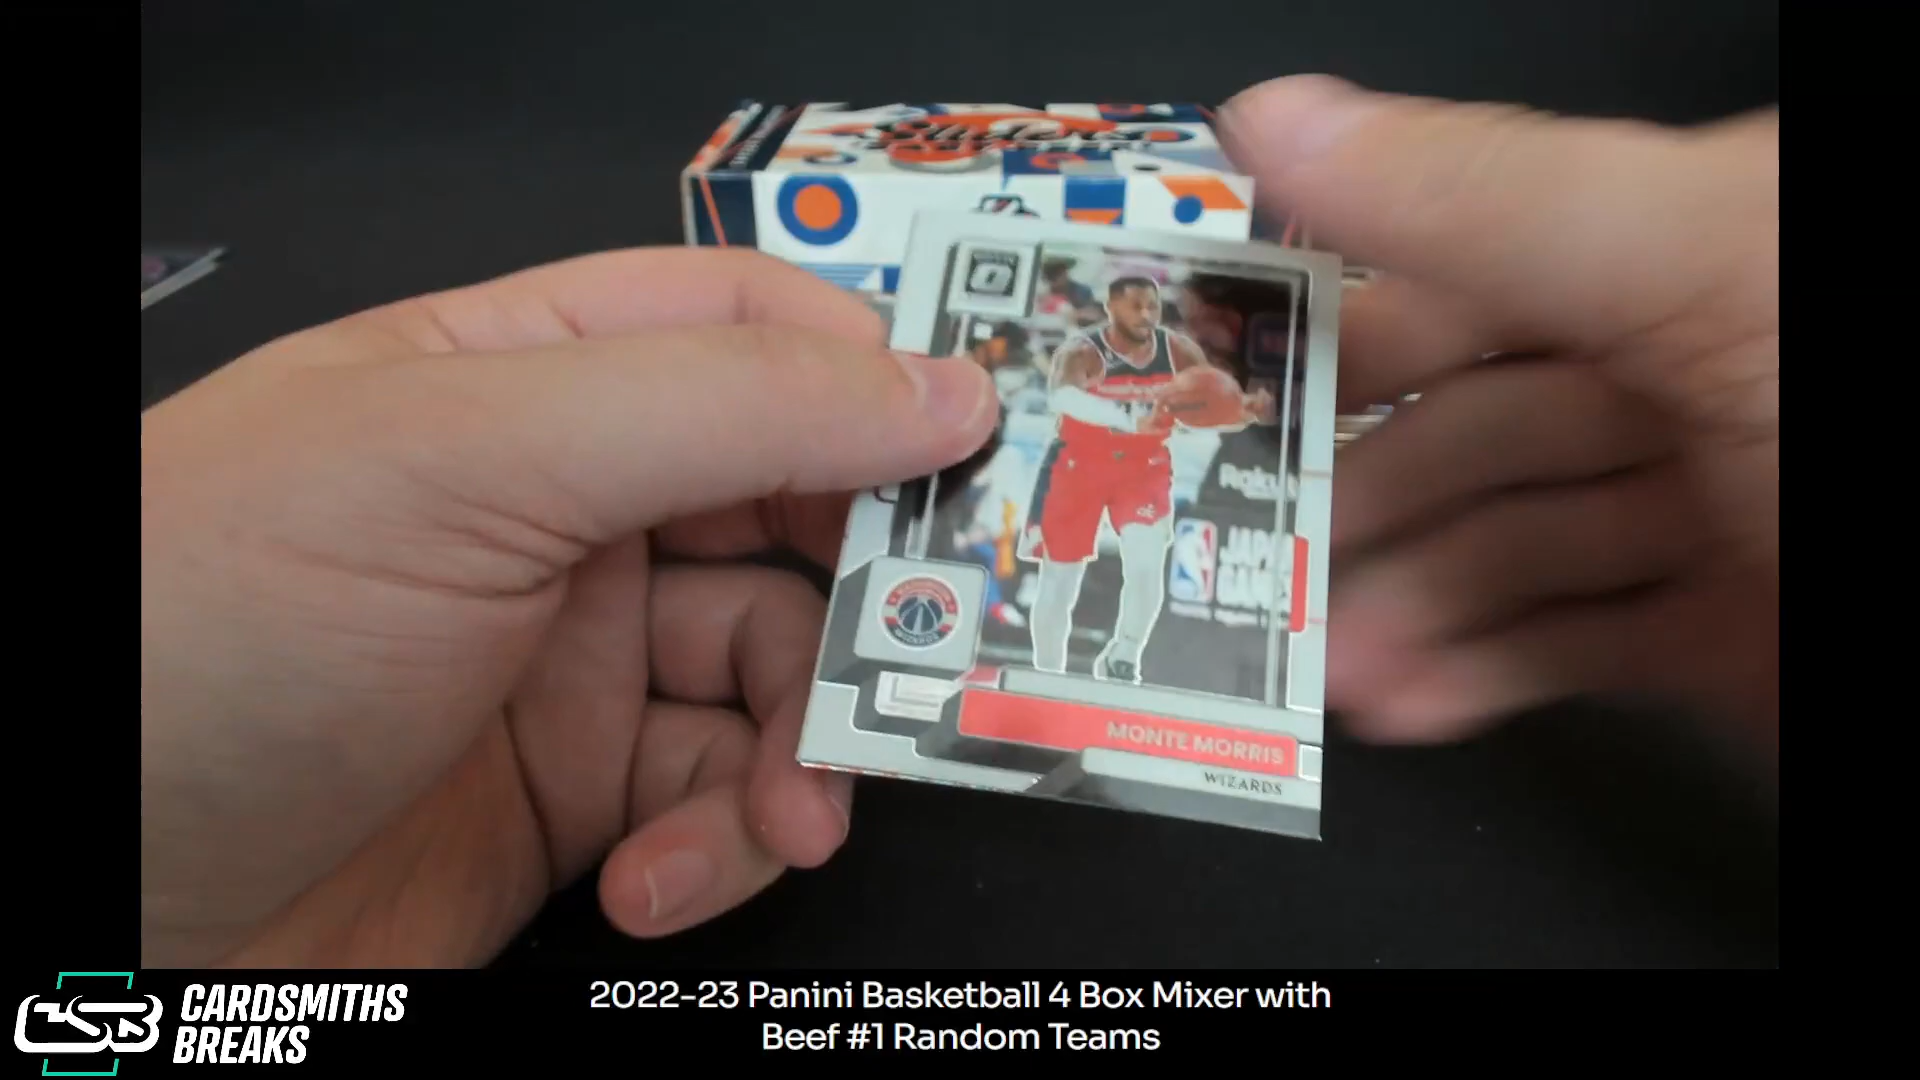 Rakut
JAPAN
GAMES
MONTE MORRIS
WIZARDS
CARDSMITHS
BREAKS
2022-23 Panini Basketball 4 Box Mixer with
Beef #1 Random Teams